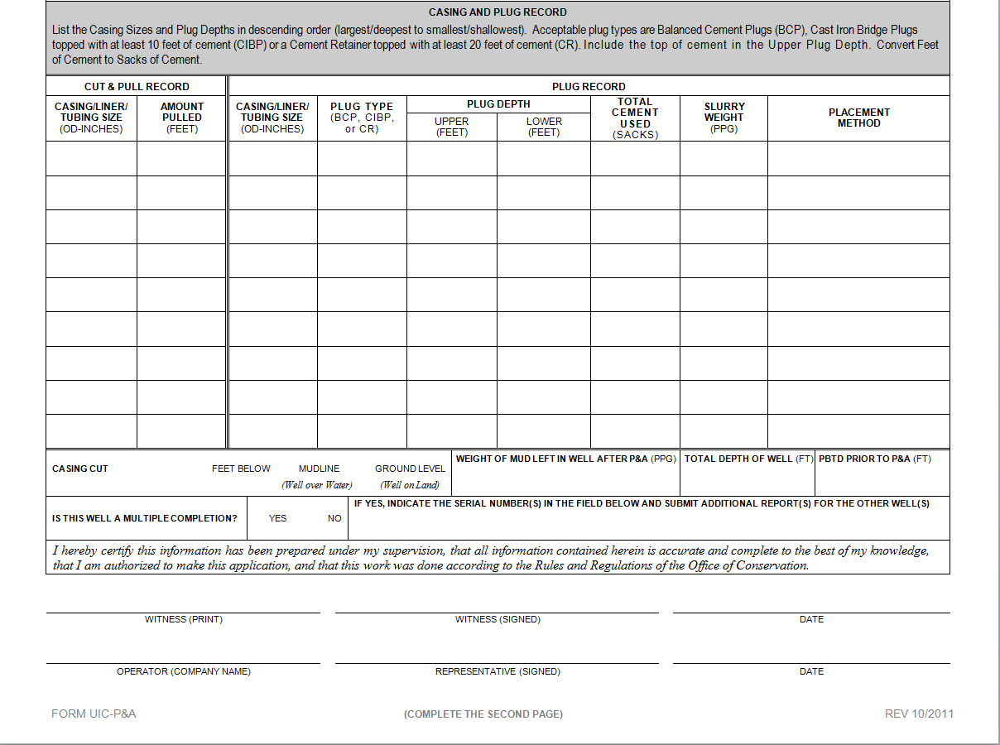 CASING AND PLUG RECORD
List the Casing Sizes and Plug Depths in descending order (largest/deepest to smallest/shallowest). Acceptable plug types are Balanced Cement Plugs (BCP), Cast Iron Bridge Plugs
topped with at least 10 feet of cement (CIBP) or a Cement Retainer topped with at least 20 feet of cement (CR). Include the top of cement in the Upper Plug Depth. Convert Feet
of Cement to Sacks of Cement.
CUT & PULL RECORD
PLUG RECORD
CASING/LINER/
TUBING SIZE
(OD-INCHES)
AMOUNT
PULLED
(FEET)
CASING/LINER/
TUBING SIZE
(OD-INCHES)
PLUG TYPE
(BCP, CIBP,
or CR)
PLUG DEPTH
UPPER
(FEET)
LOWER
(FEET)
TOTAL
CEMENT
USED
(SACKS)
SLURRY
WEIGHT
(PPG)
PLACEMENT
METHOD
CASING CUT
FEET BELOW
MUDLINE
(Well over Water)
GROUND LEVEL
(Well on Land)
WEIGHT OF MUD LEFT IN WELL AFTER P&A (PPG)
TOTAL DEPTH OF WELL (FT)
PBTD PRIOR TO P&A (FT)
IS THIS WELL A MULTIPLE COMPLETION?
YES
NO
IF YES, INDICATE THE SERIAL NUMBER(S) IN THE FIELD BELOW AND SUBMIT ADDITIONAL REPORT(S) FOR THE OTHER WELL(S)
I hereby certify this information has been prepared under my supervision, that all information contained herein is accurate and complete to the best of my knowledge,
that I am authorized to make this application, and that this work was done according to the Rules and Regulations of the Office of Conservation.
WITNESS (PRINT)
WITNESS (SIGNED)
DATE
OPERATOR (COMPANY NAME)
REPRESENTATIVE (SIGNED)
DATE
FORM UIC-P&A
(COMPLETE THE SECOND PAGE)
REV 10/2011